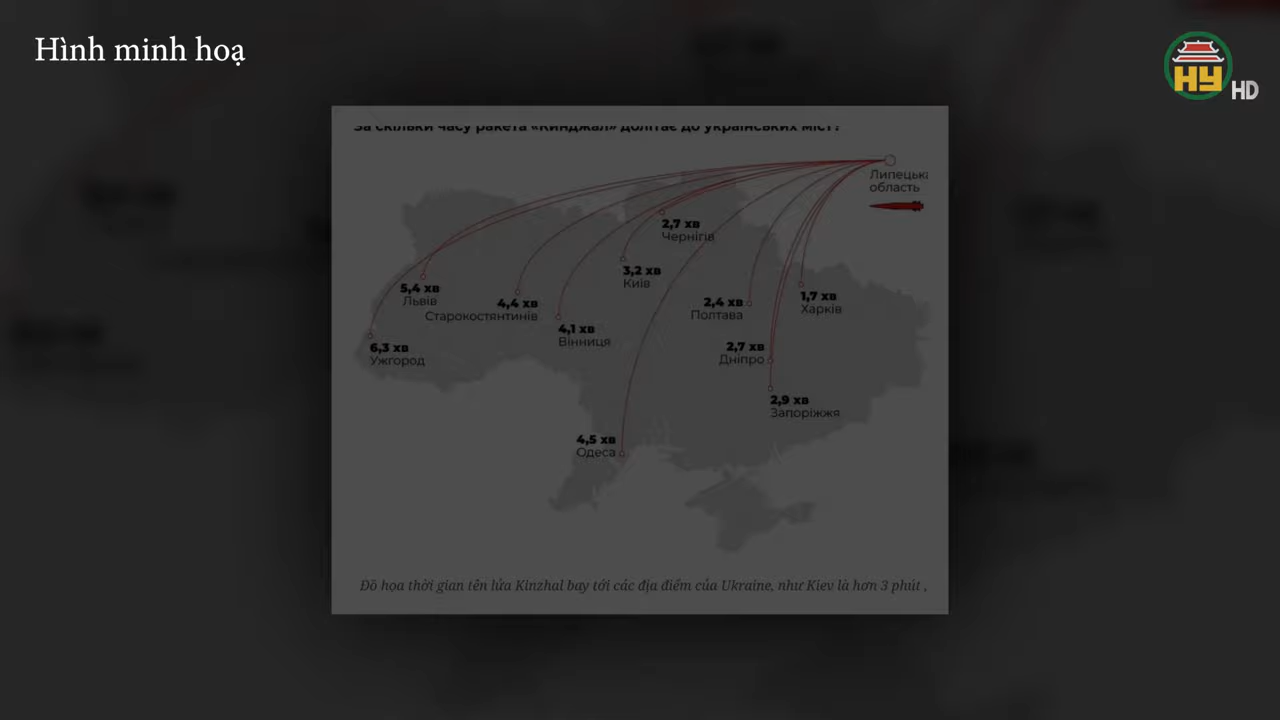 Hình minh hoạ
HY
HD
За скільки часу ракета «Кинджал» долітає до українських міст?
Липецька
область
2,7 хв
Чернігів
3,2 хв
Київ
5,4 хв
Львів
4,4 хв
Старокостянтинів
4,1 хв
Вінниця
2,4 хв
Полтава
1,7 хв
Харків
6,3 хв
Ужгород
2,7 хв
Дніпро
2,9 хв
Запоріжжя
4,5 хв
Одеса
Đồ họa thời gian tên lửa Kinzhal bay tới các địa điểm của Ukraine, như Kiev là hơn 3 phút ,